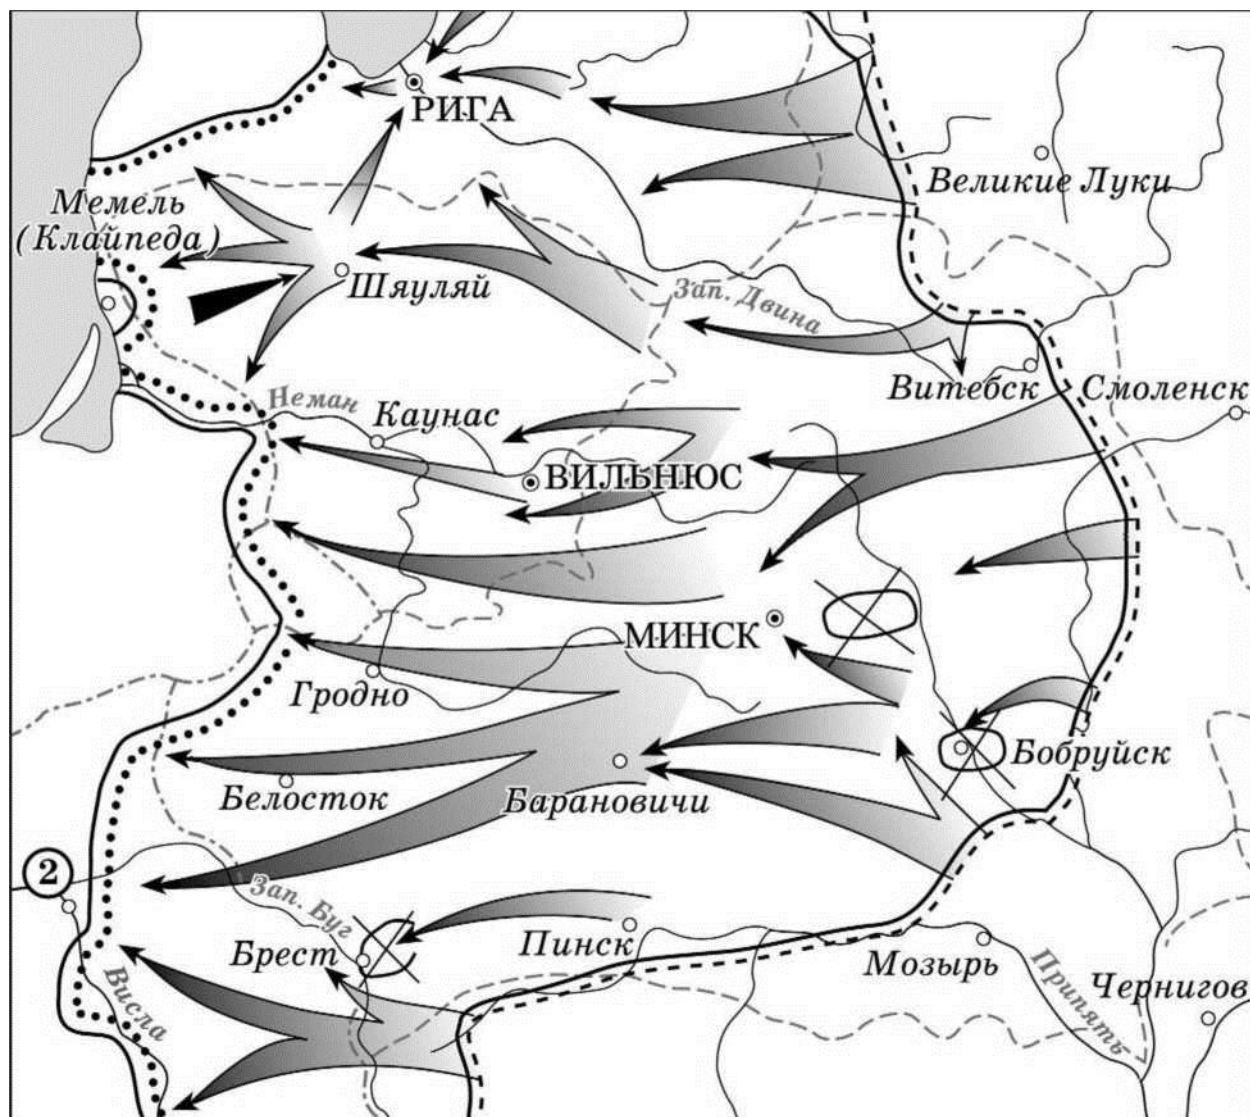 РИГА
Великие Луки
Мемель
(Клайпеда)
Шяуляй
Зап. Двина
Витебск
Смоленск
Неман
Каунас
ВИЛЬНЮС
МИНСК
Гродно
Бобруйск
Белосток
Барановичи
2
Зап. Буг
Брест
Пинск
Мозырь
Припять
Чернигов
Висла